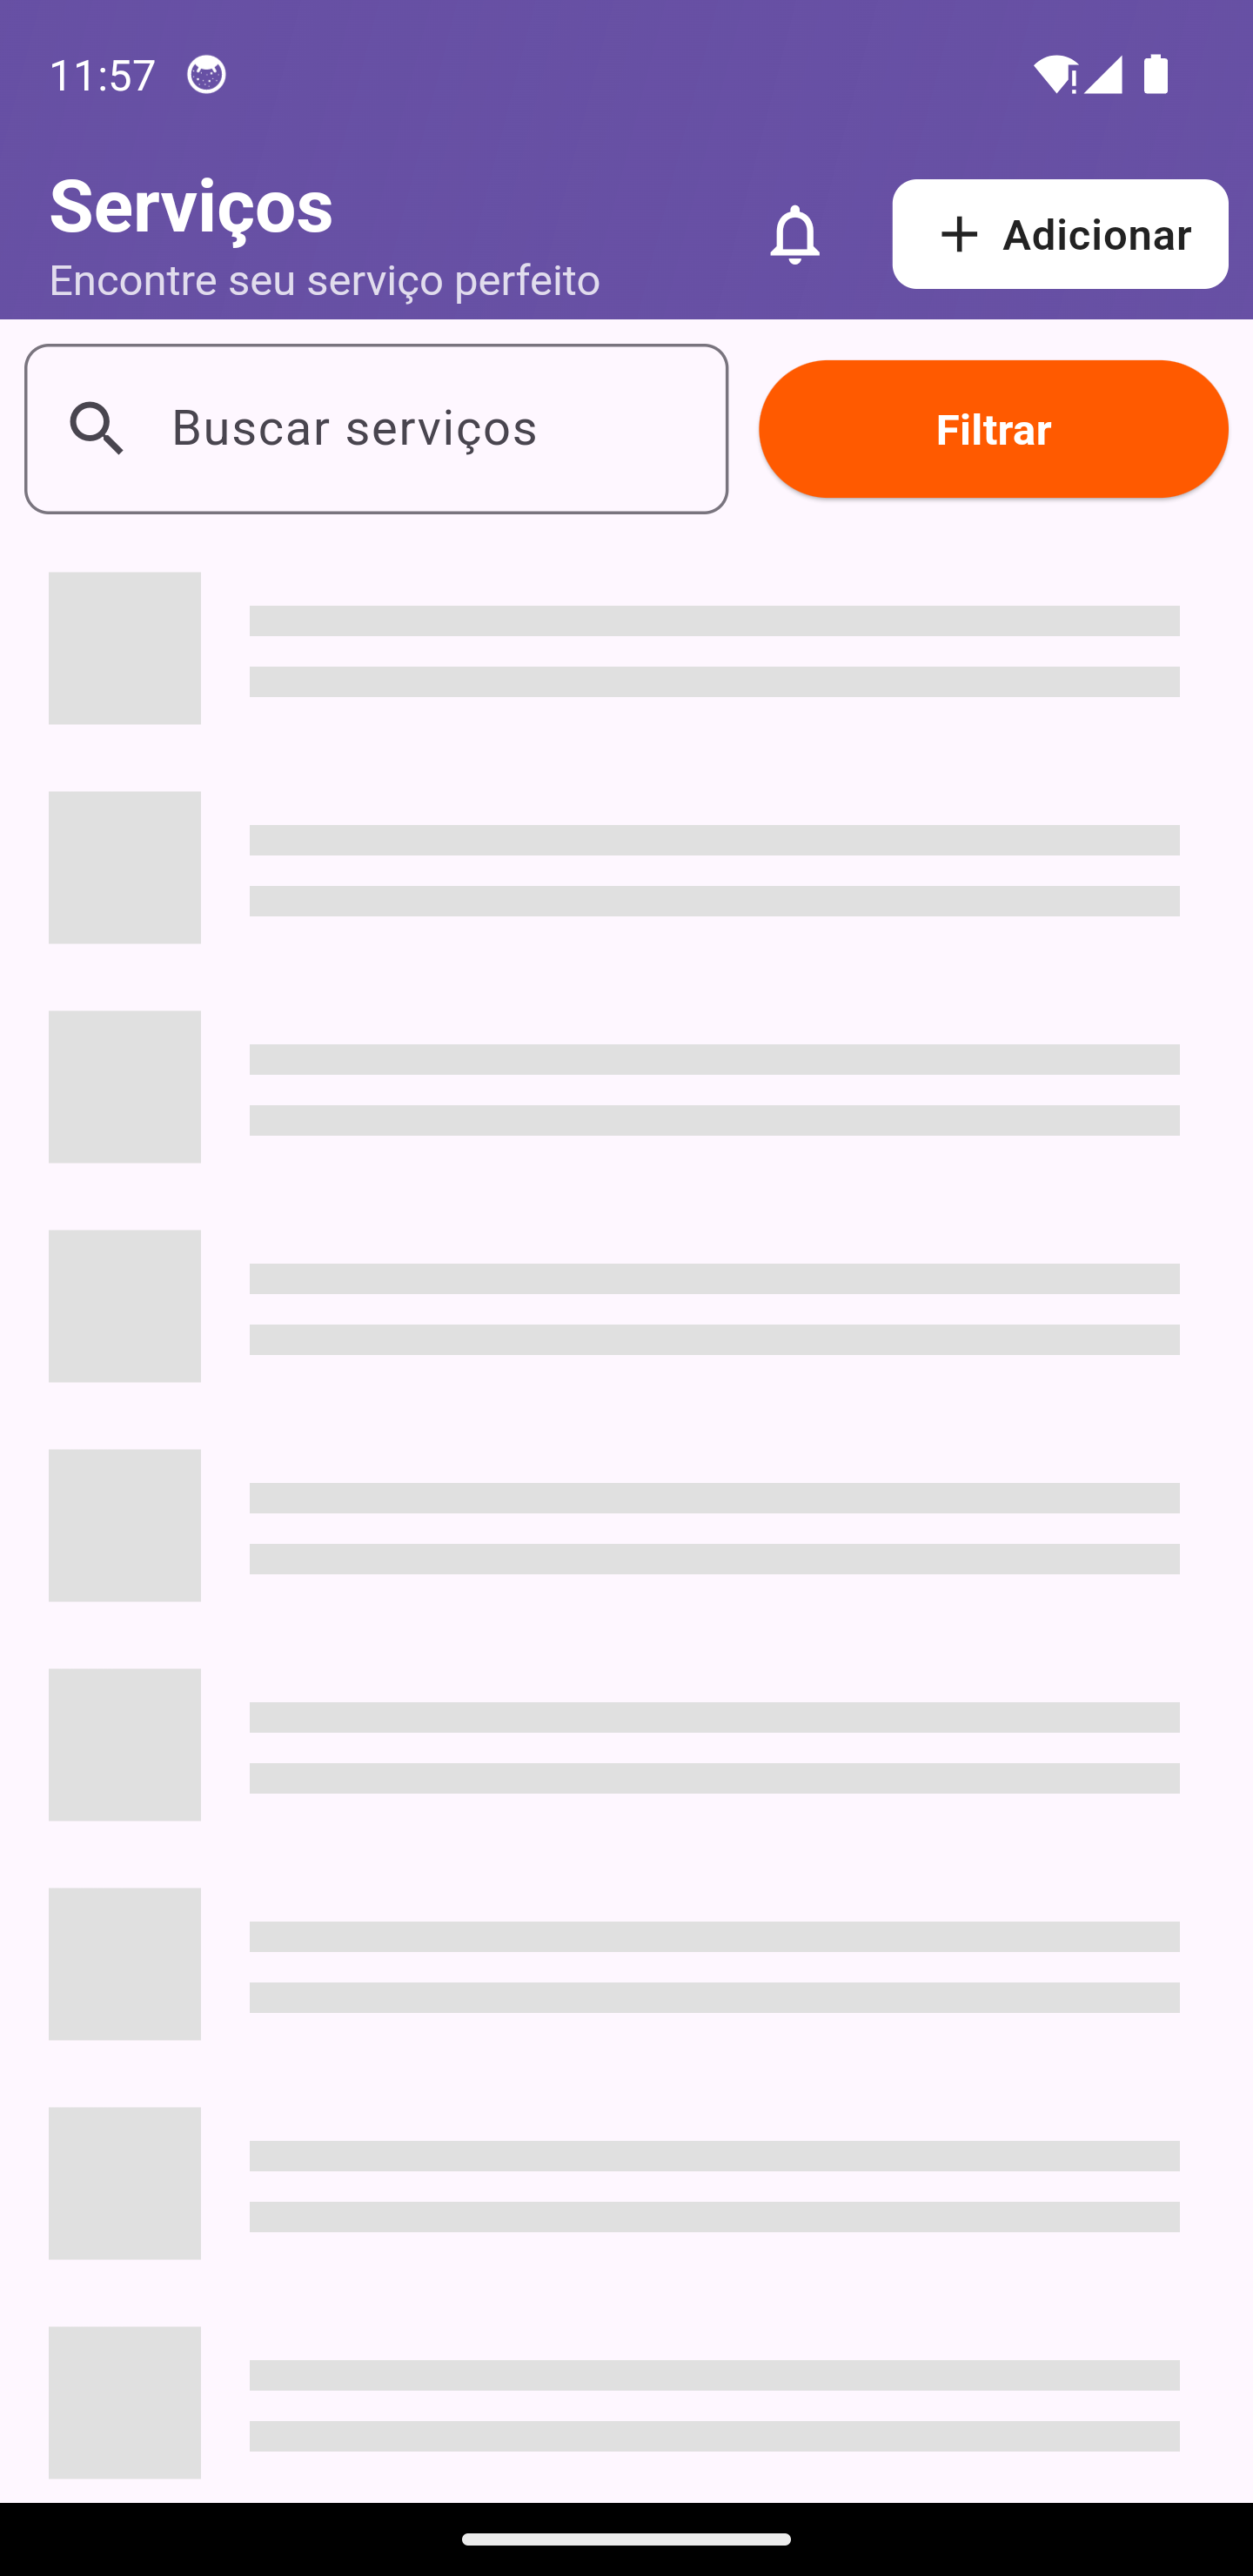 11:57
Serviços
Encontre seu serviço perfeito
Adicionar
Buscar serviços
Filtrar